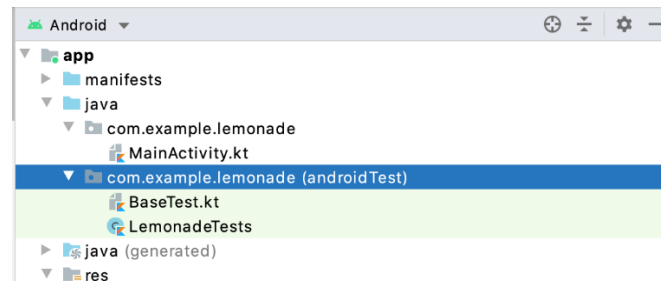 Android
app
manifests
java
com.example.lemonade
MainActivity.kt
com.example.lemonade (androidTest)
BaseTest.kt
LemonadeTests
java (generated)
res